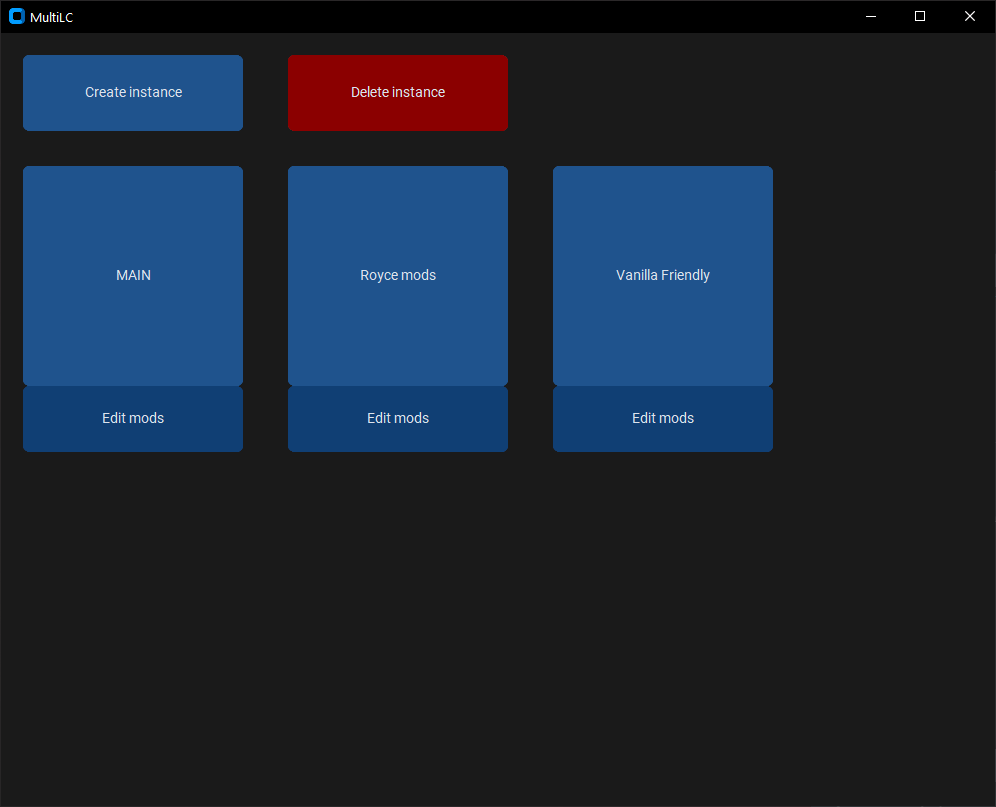 MultiLC
Create instance
Delete instance
MAIN
Royce mods
Vanilla Friendly
Edit mods
Edit mods
Edit mods